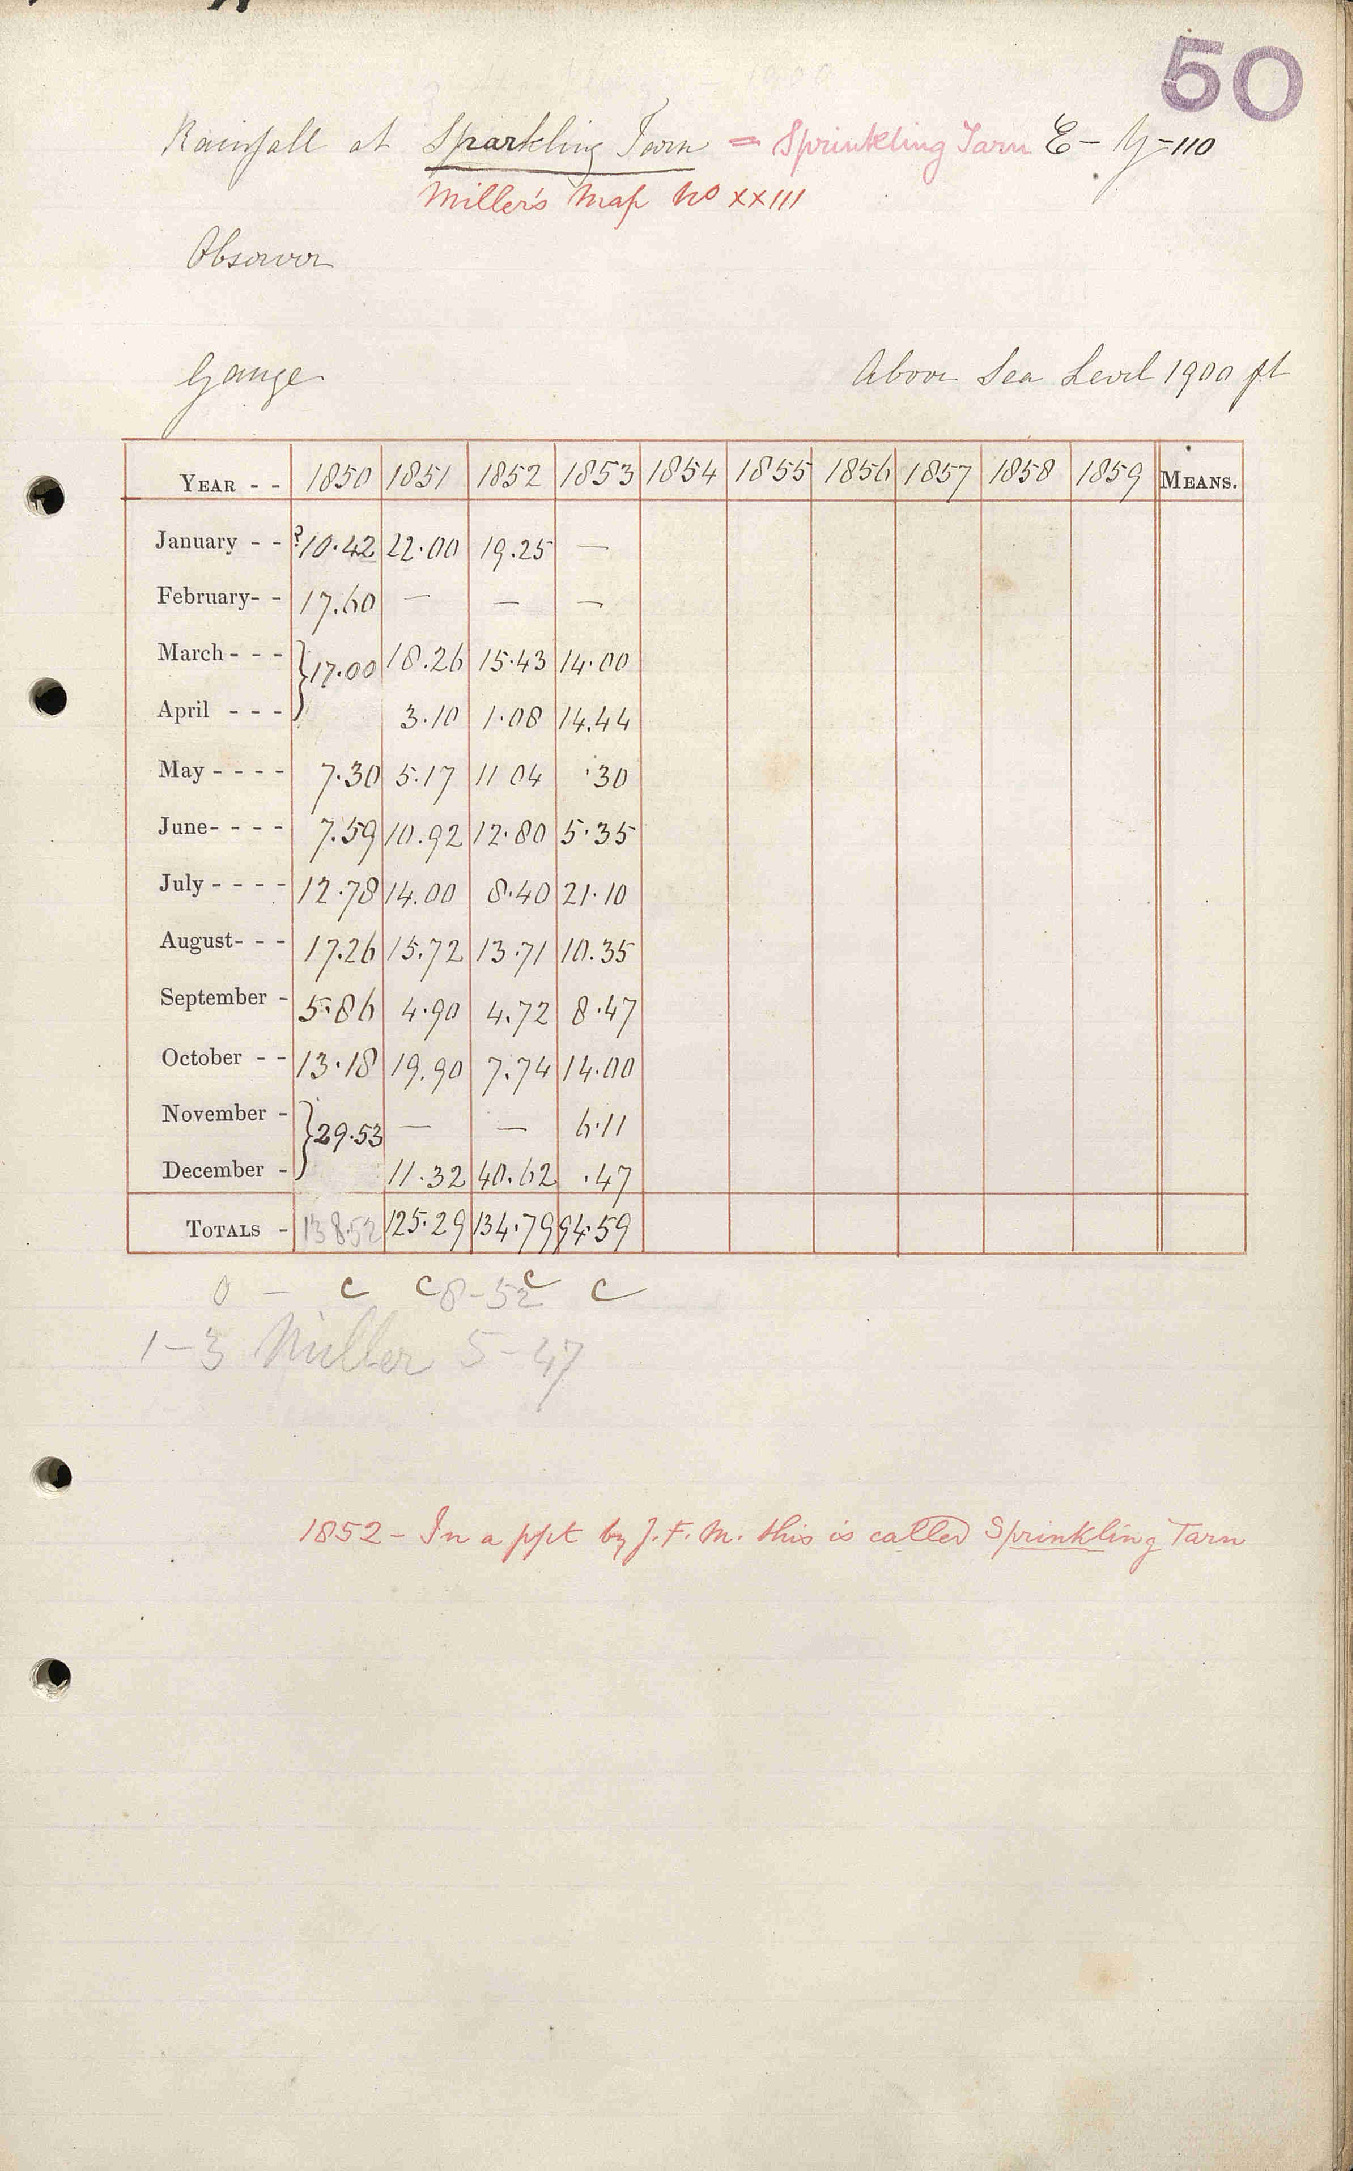 50
Rainfall at Sparkling Tarn = Sprinkling Tarn E - G = 110
Miller's Map No XXIII
Observer
Gauge Above Sea Level 1900 ft
YEAR - - 1850 1851 1852 1853 1854 1855 1856 1857 1858 1859 MEANS.
January - - ?10.42 22.00 19.25 —
February- - 17.60 — — —
March - - - } 17.00 18.26 15.43 14.00
April - - - 3.10 1.08 14.44
May - - - - 7.30 5.17 11 04 .30
June- - - - 7.59 10.92 12.80 5.35
July - - - - 12.78 14.00 8.40 21.10
August- - - 17.26 15.72 13.71 10.35
September - 5.86 4.90 4.72 8.47
October - - 13.18 19.90 7.74 14.00
November - } 29.53 — — 6.11
December - 11.32 40.62 .47
TOTALS - 138.52 125.29 134.79 94.59
0 — c c 8-52 c c
1-3 Miller 5-47
1852 - In a ppt by J.F.M. this is called Sprinkling Tarn